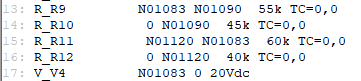 13: R_R9 N01083 N01090 55k TC=0,0
14: R_R10 0 N01090 45k TC=0,0
15: R_R11 N01120 N01083 60k TC=0,0
16: R_R12 0 N01120 40k TC=0,0
17: V_V4 N01083 0 20Vdc